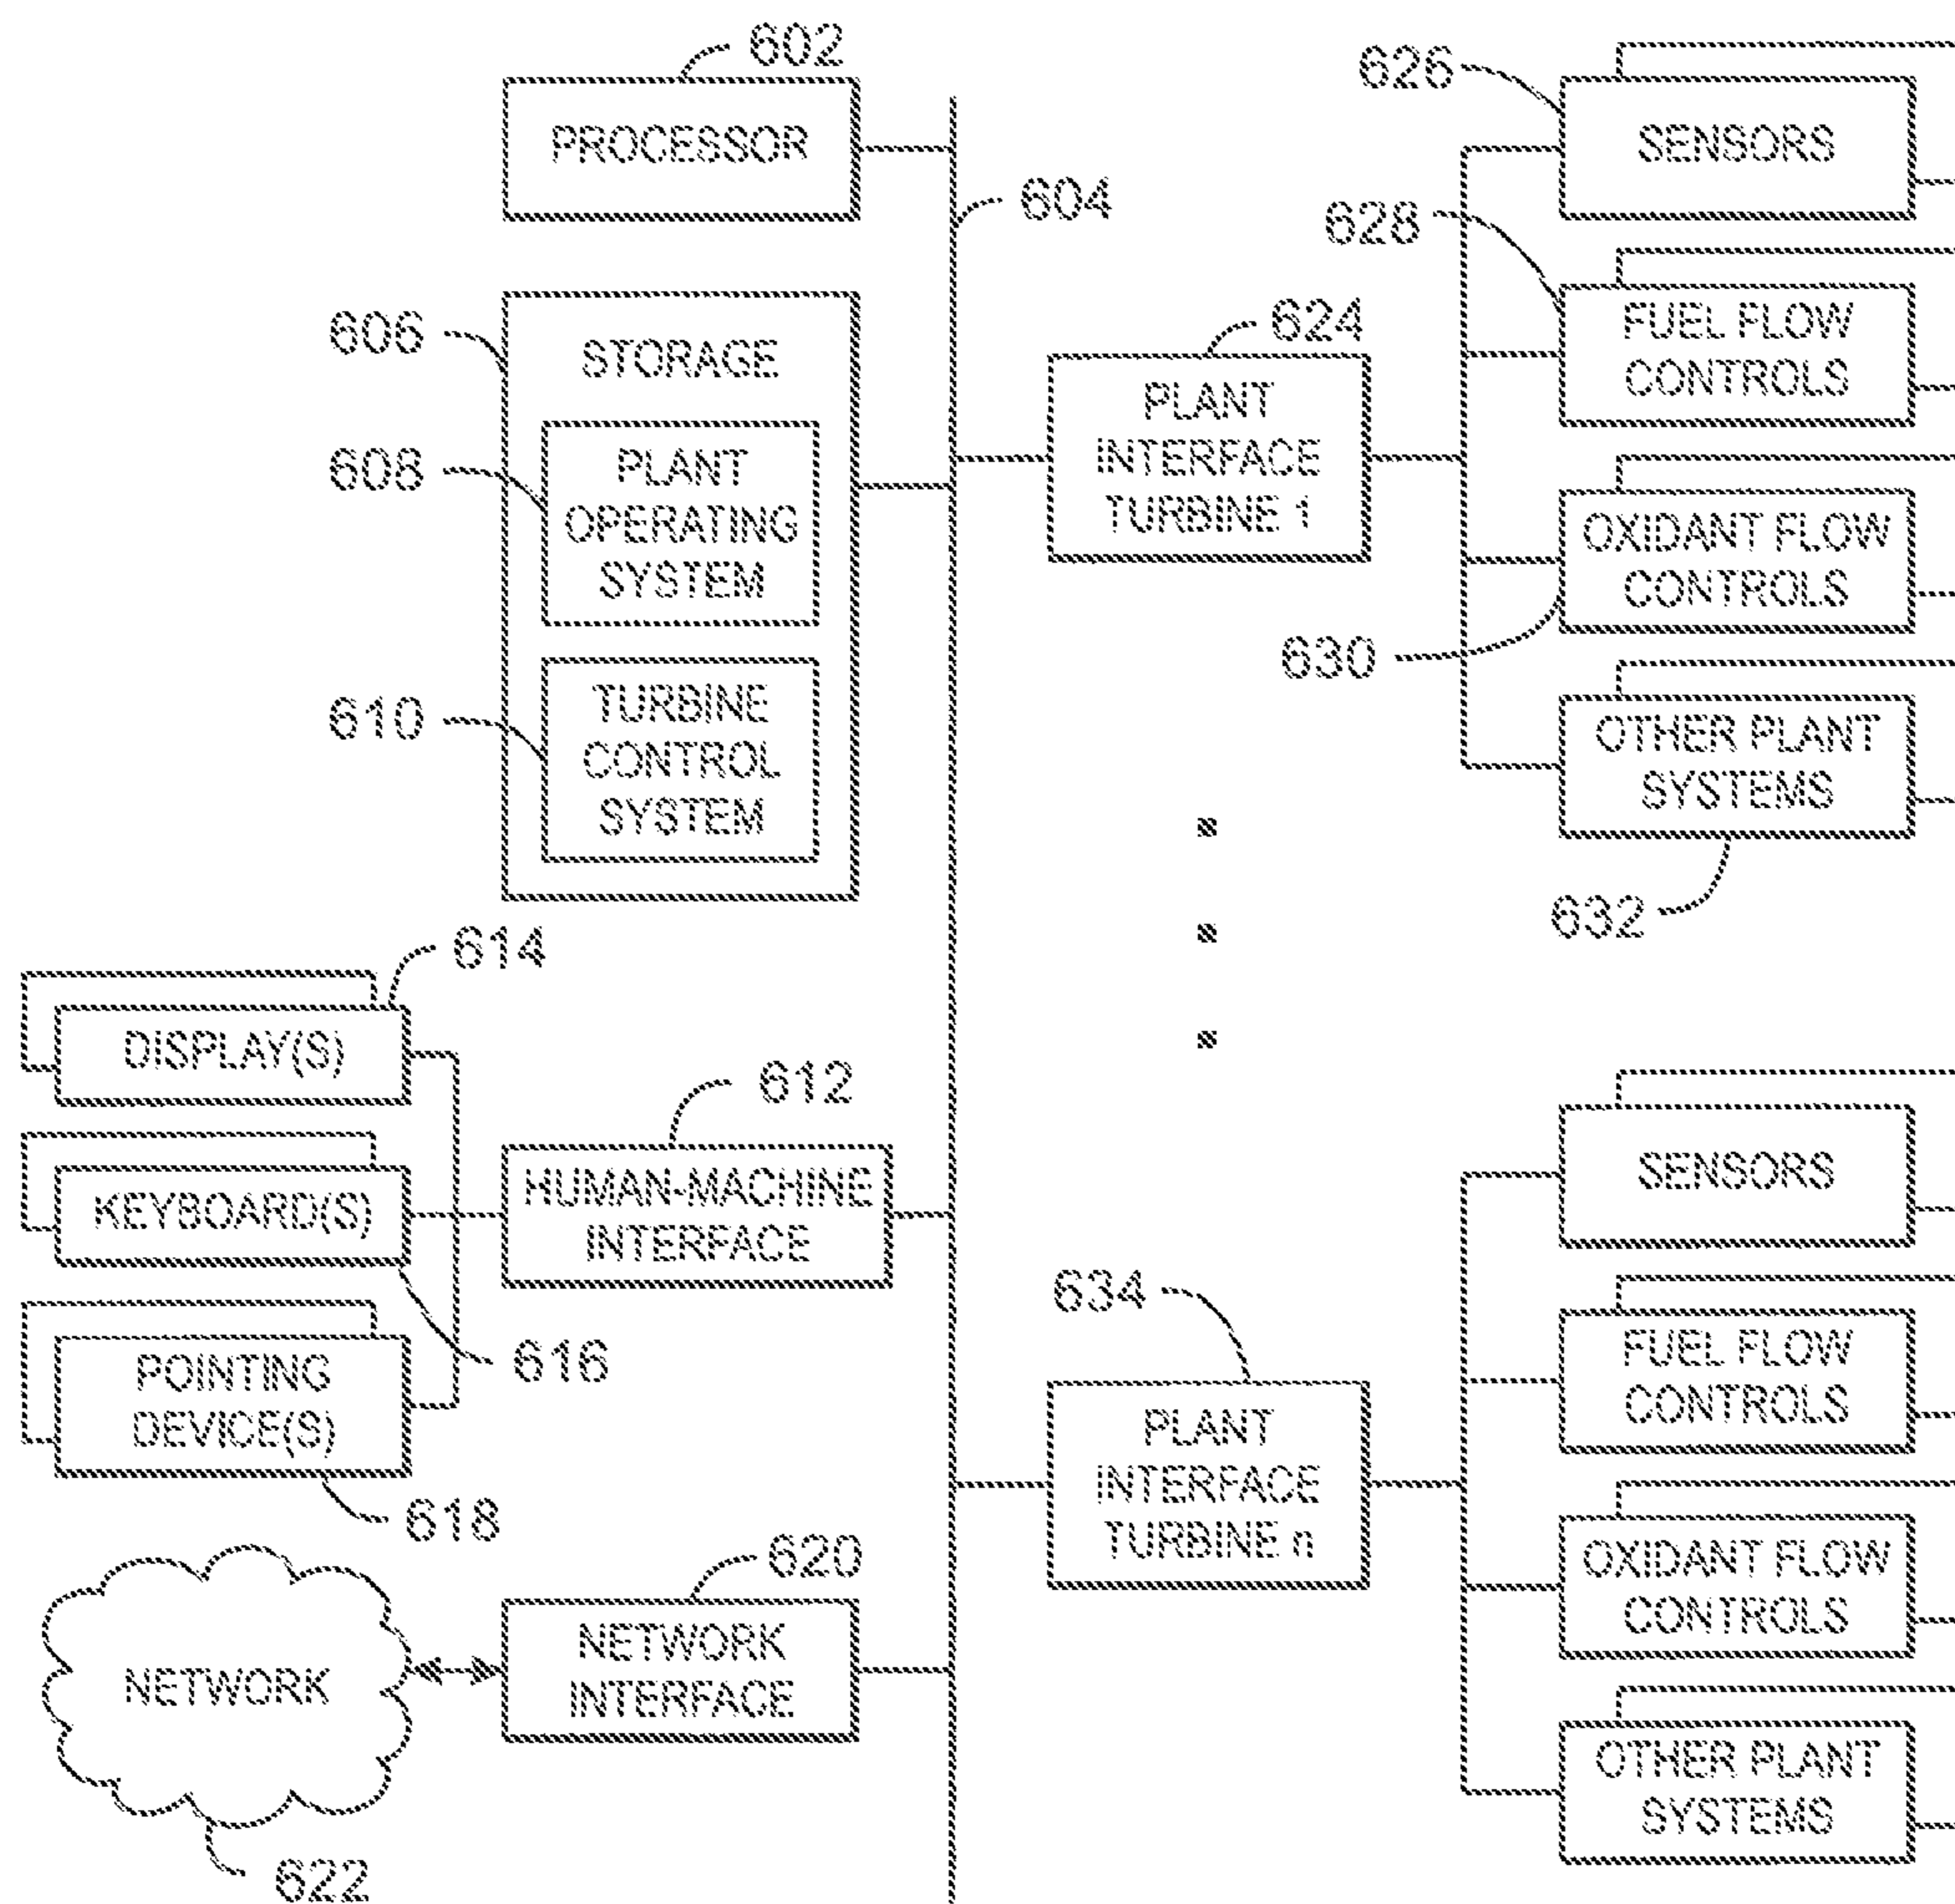 602
PROCESSOR
604
606
STORAGE
608
PLANT
OPERATING
SYSTEM
610
TURBINE
CONTROL
SYSTEM
614
DISPLAY(S)
KEYBOARD(S)
616
POINTING
DEVICE(S)
618
612
HUMAN-MACHINE
INTERFACE
620
NETWORK
INTERFACE
NETWORK
622
624
PLANT
INTERFACE
TURBINE 1
626
SENSORS
628
FUEL FLOW
CONTROLS
OXIDANT FLOW
CONTROLS
630
OTHER PLANT
SYSTEMS
632
634
PLANT
INTERFACE
TURBINE n
SENSORS
FUEL FLOW
CONTROLS
OXIDANT FLOW
CONTROLS
OTHER PLANT
SYSTEMS